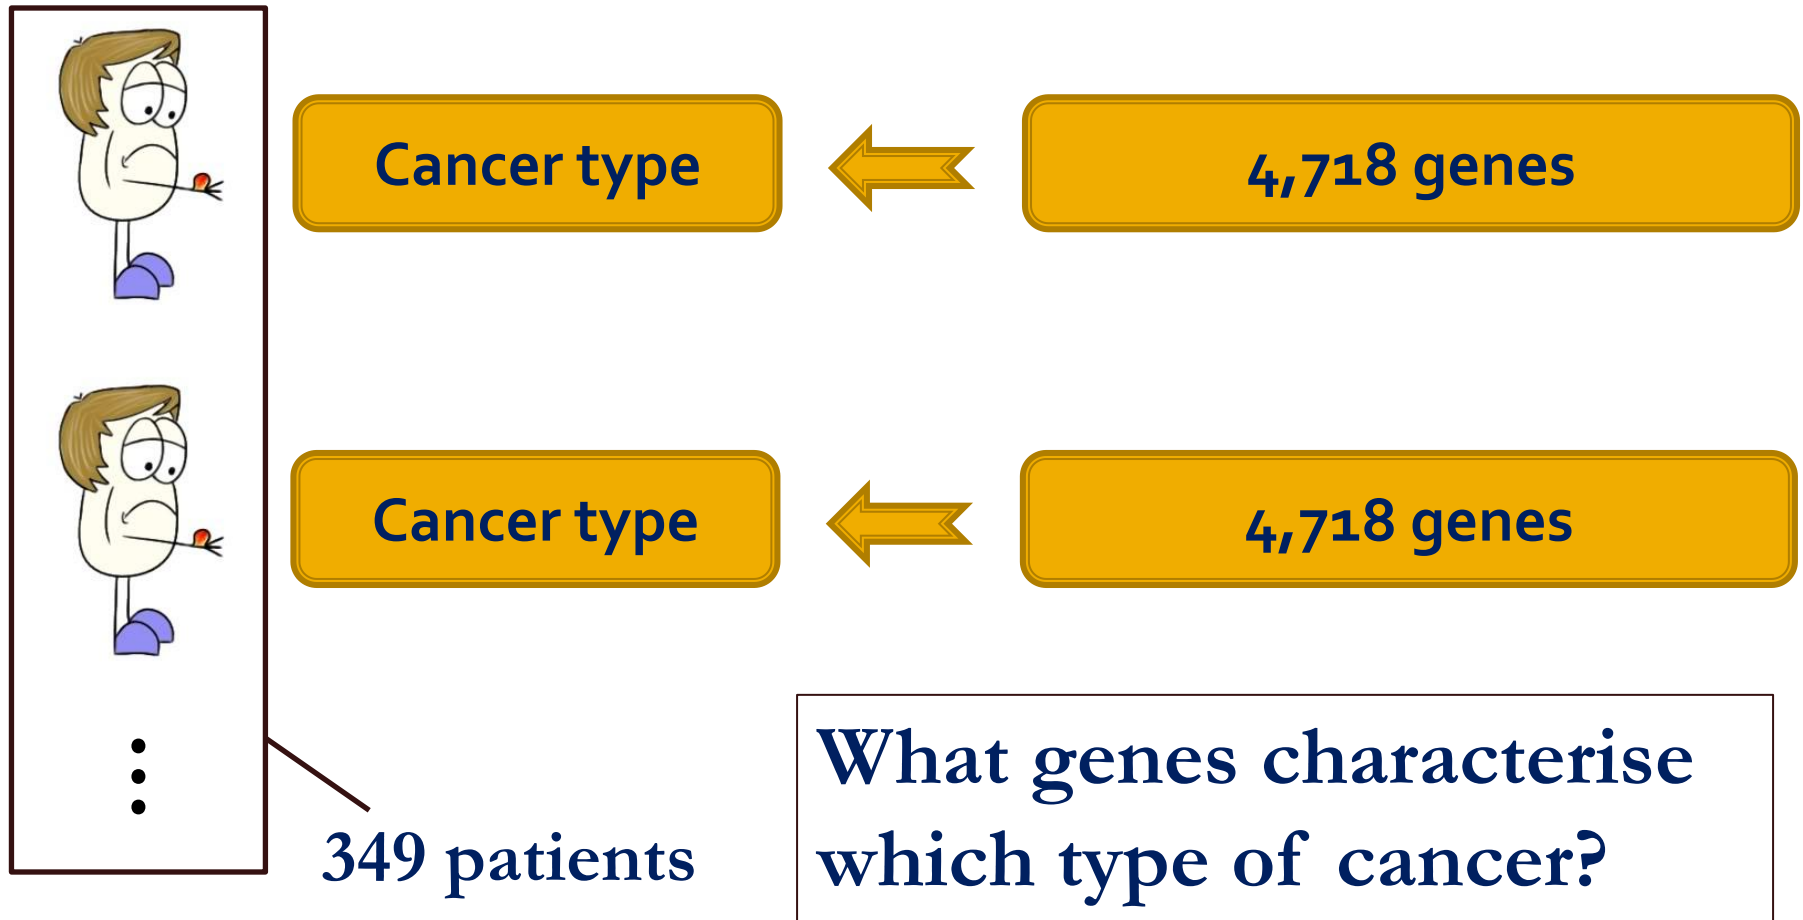 Cancer type
4,718 genes
Cancer type
4,718 genes
349 patients
What genes characterise
which type of cancer?